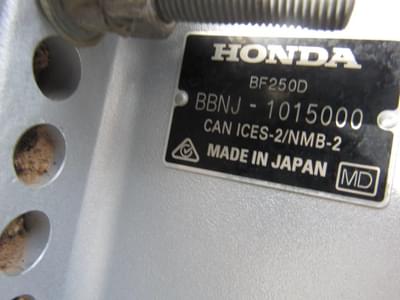 HONDA
BF250D
BBNJ - 1015000
CAN ICES-2/NMB-2
MADE IN JAPAN
MD